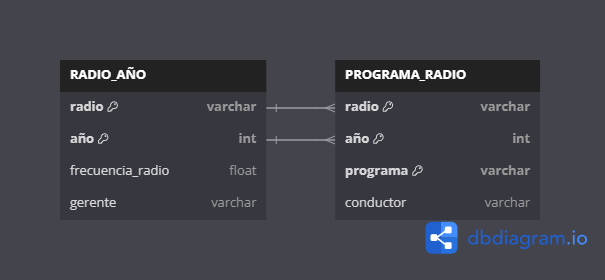 RADIO_AÑO
radio varchar
año int
frecuencia_radio float
gerente varchar
PROGRAMA_RADIO
radio varchar
año int
programa varchar
conductor varchar
dbdiagram.io